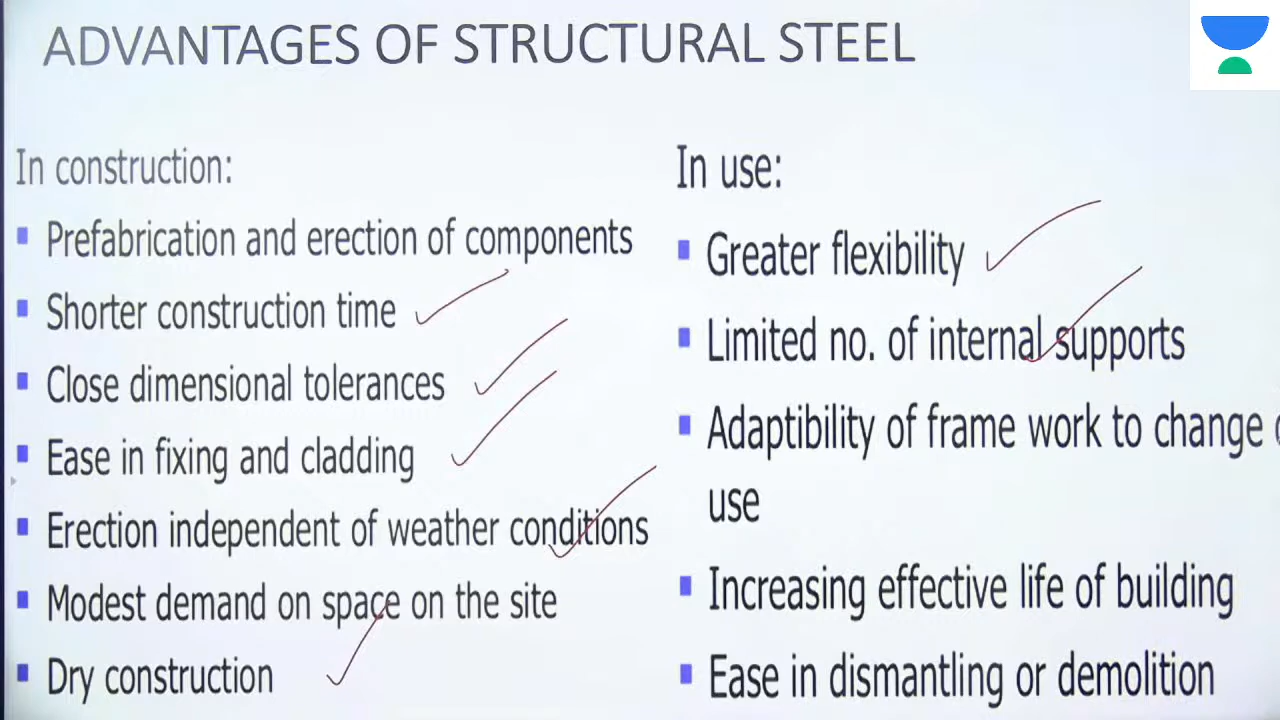 ADVANTAGES OF STRUCTURAL STEEL
In construction:
Prefabrication and erection of components
Shorter construction time
Close dimensional tolerances
Ease in fixing and cladding
Erection independent of weather conditions
Modest demand on space on the site
Dry construction
In use:
Greater flexibility
Limited no. of internal supports
Adaptibility of frame work to change
use
Increasing effective life of building
Ease in dismantling or demolition